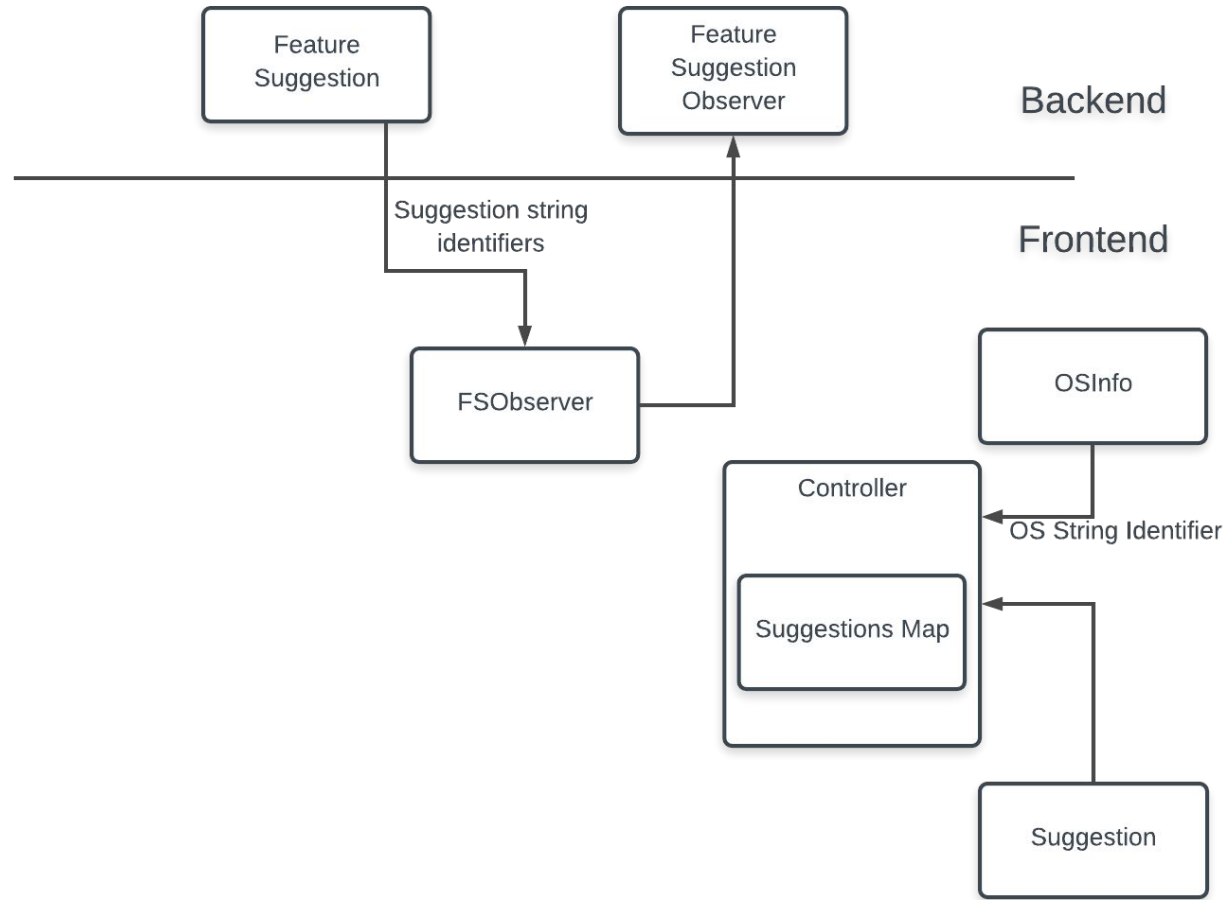 Feature
Suggestion
Feature
Suggestion
Observer
Backend
Suggestion string
identifiers
Frontend
FSObserver
OSInfo
Controller
OS String Identifier
Suggestions Map
Suggestion